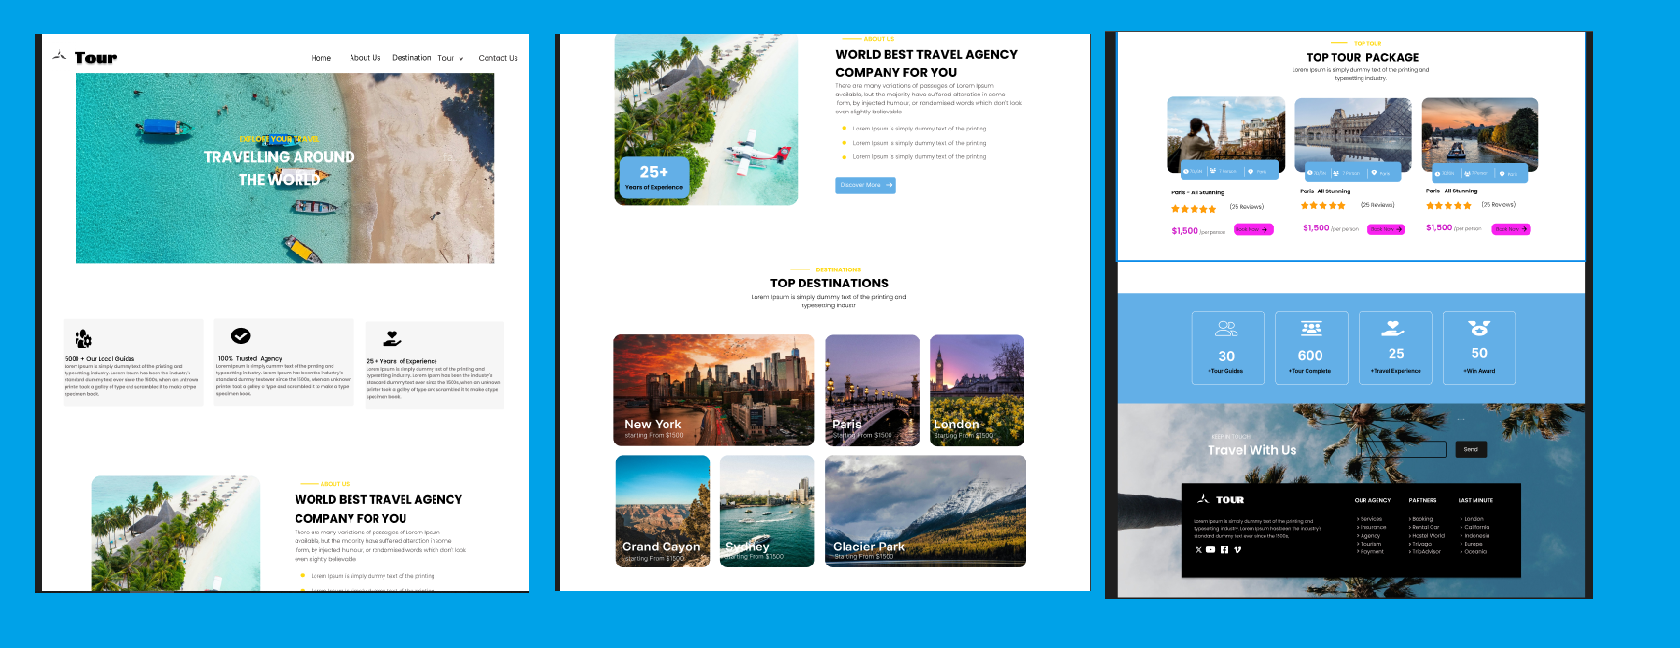 Tour
Home About Us Destination Tour Contact Us
EXPLORE YOUR TRAVEL
TRAVELLING AROUND
THE WORLD
500+ Our Local Guides
Lorem Ipsum is simply dummy text of the printing and
typesetting industry. Lorem Ipsum has been the industry's
standard dummy text ever since the 1500s, when an unknown
printer took a galley of type and scrambled it to make a type
specimen book.
100% Trusted Agency
Lorem Ipsum is simply dummy text of the printing and
typesetting industry. Lorem Ipsum has been the industry's
standard dummy text ever since the 1500s, when an unknown
printer took a galley of type and scrambled it to make a type
specimen book.
25+ Years of Experience
Lorem Ipsum is simply dummy text of the printing and
typesetting industry. Lorem Ipsum has been the industry's
standard dummy text ever since the 1500s, when an unknown
printer took a galley of type and scrambled it to make a type
specimen book.
ABOUT US
WORLD BEST TRAVEL AGENCY
COMPANY FOR YOU
There are many variations of passages of Lorem Ipsum
available, but the majority have suffered alteration in some
form, by injected humour, or randomised words which don't look
even slightly believable
Lorem Ipsum is simply dummy text of the printing
ABOUT US
WORLD BEST TRAVEL AGENCY
COMPANY FOR YOU
There are many variations of passages of Lorem Ipsum
available, but the majority have suffered alteration in some
form, by injected humour, or randomised words which don't look
even slightly believable
Lorem Ipsum is simply dummy text of the printing
Lorem Ipsum is simply dummy text of the printing
Lorem Ipsum is simply dummy text of the printing
25+
Years of Experience
Discover More
DESTINATIONS
TOP DESTINATIONS
Lorem Ipsum is simply dummy text of the printing and
typesetting industr
New York
starting From $1500
Paris
Starting From $1500
London
Starting From $1500
Grand Cayon
Starting From $1500
Sydney
Starting From $1500
Glacier Park
Starting From $1500
TOP TOUR
TOP TOUR PACKAGE
Lorem Ipsum is simply dummy text of the printing and
typesetting industry.
7 Person Paris
7 Person Paris
7 Person Paris
Paris - All Stunning
(25 Reviews)
$1,500 /per person Book Now
Paris All Stunning
(25 Reviews)
$1,500 /per person Book Now
Paris All Stunning
(25 Reviews)
$1,500 /per person Book Now
30
+Tour Guides
600
+Tour Complete
25
+Travel Experience
50
+Win Award
KEEP IN TOUCH
Travel With Us
Send
TOUR
Lorem Ipsum is simply dummy text of the printing and
typesetting industry. Lorem Ipsum has been the industry's
standard dummy text ever since the 1500s,
OUR AGENCY
> Services
> Insurance
> Agency
> Tourism
> Payment
PARTNERS
> Booking
> Rental Car
> Hostel World
> Trivago
> TripAdvisor
LAST MINUTE
> London
> California
> Indonesia
> Europe
> Oceania